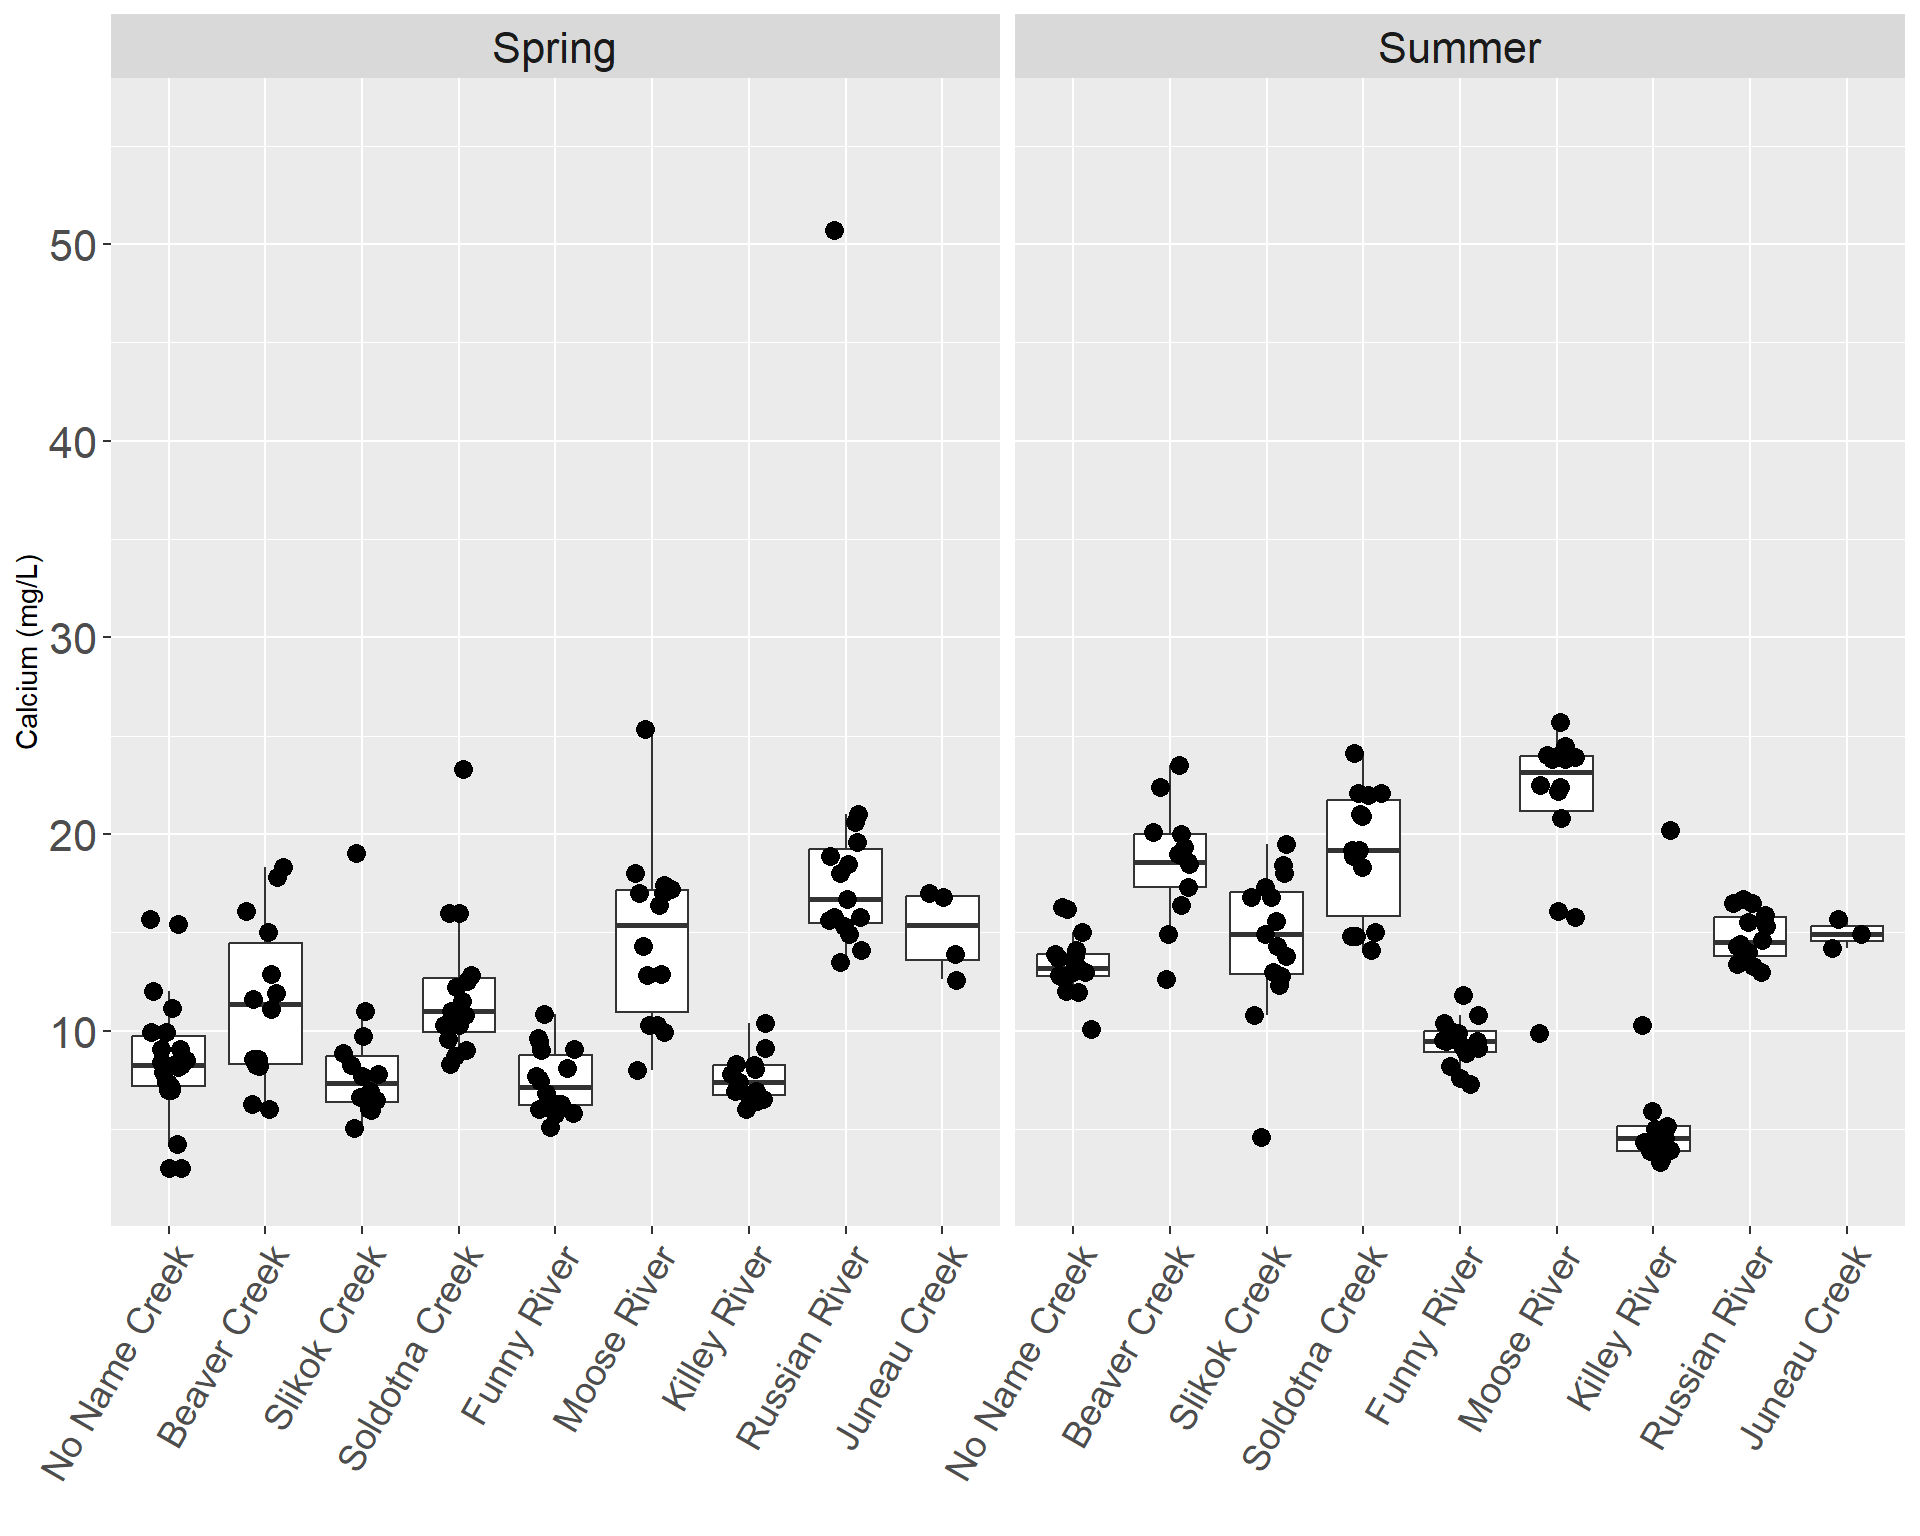 Spring
Summer
Calcium (mg/L)
50
40
30
20
10
No Name Creek
Beaver Creek
Slikok Creek
Soldotna Creek
Funny River
Moose River
Killey River
Russian River
Juneau Creek
No Name Creek
Beaver Creek
Slikok Creek
Soldotna Creek
Funny River
Moose River
Killey River
Russian River
Juneau Creek